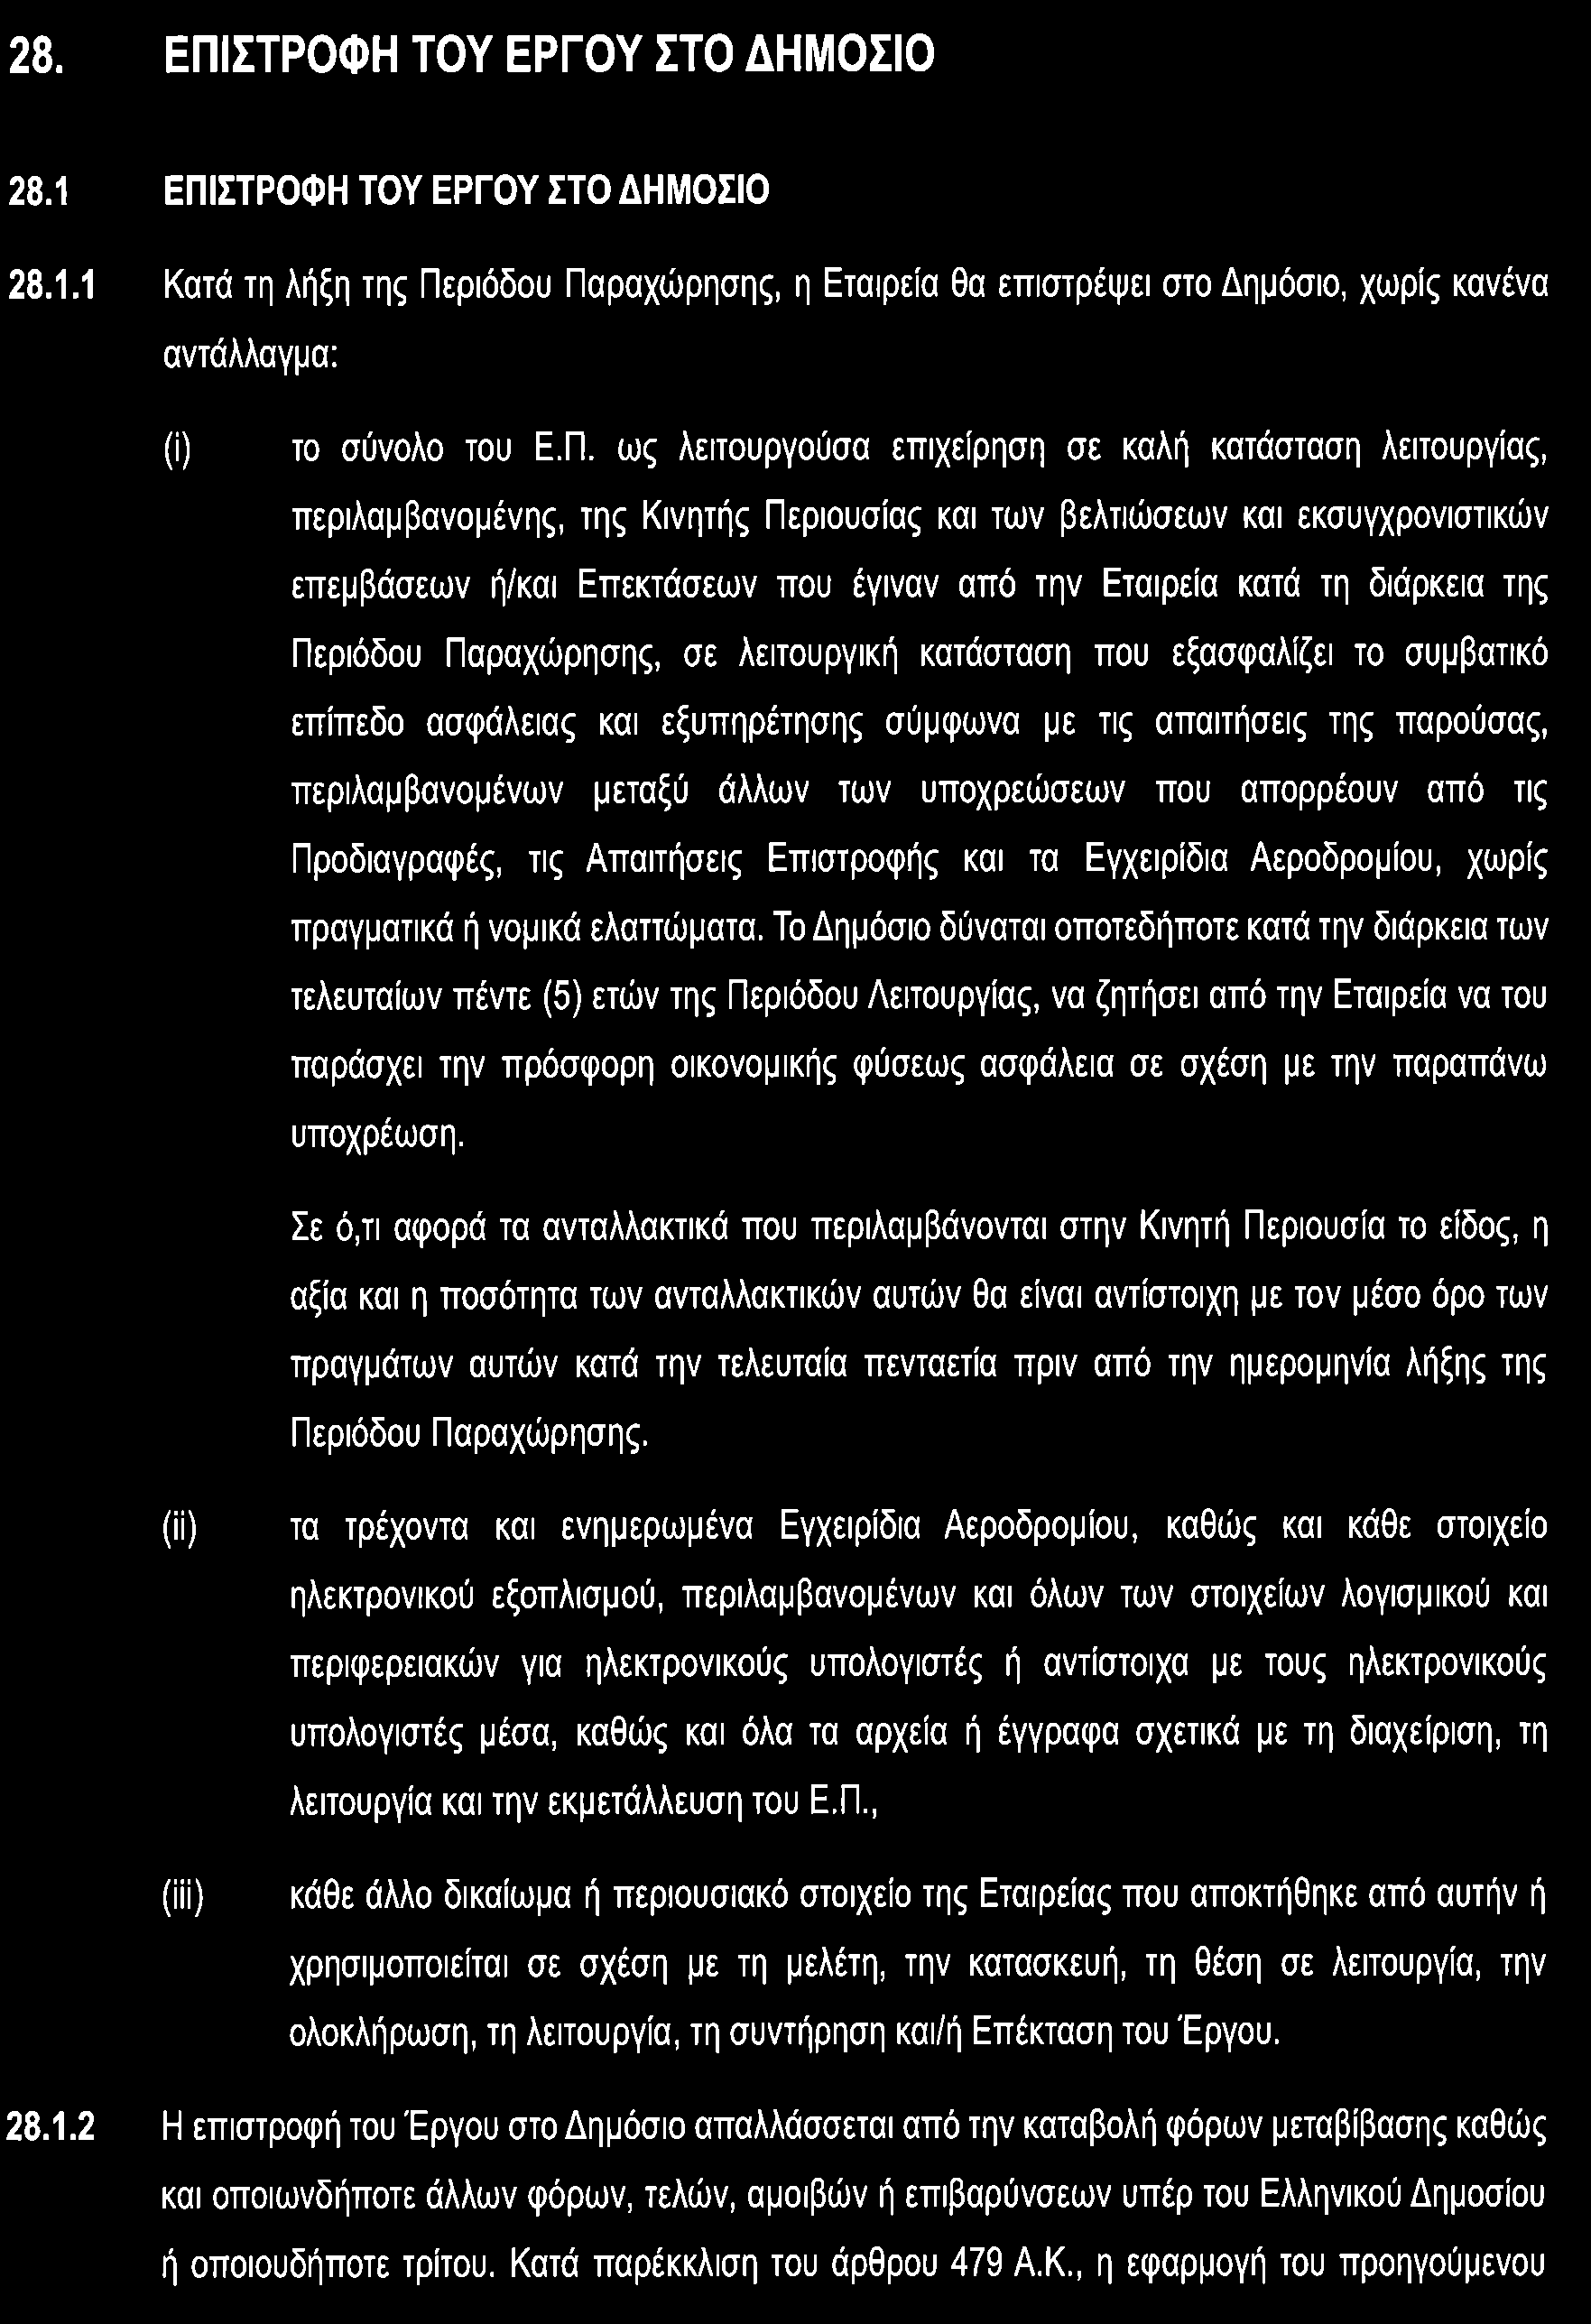 28. ΕΠΙΣΤΡΟΦΗ ΤΟΥ ΕΡΓΟΥ ΣΤΟ ΔΗΜΟΣΙΟ
28.1 ΕΠΙΣΤΡΟΦΗ ΤΟΥ ΕΡΓΟΥ ΣΤΟ ΔΗΜΟΣΙΟ
28.1.1 Κατά τη λήξη της Περιόδου Παραχώρησης, η Εταιρεία θα επιστρέψει στο Δημόσιο, χωρίς κανένα
αντάλλαγμα:
(i) το σύνολο του Ε.Π. ως λειτουργούσα επιχείρηση σε καλή κατάσταση λειτουργίας,
περιλαμβανομένης, της Κινητής Περιουσίας και των βελτιώσεων και εκσυγχρονιστικών
επεμβάσεων ή/και Επεκτάσεων που έγιναν από την Εταιρεία κατά τη διάρκεια της
Περιόδου Παραχώρησης, σε λειτουργική κατάσταση που εξασφαλίζει το συμβατικό
επίπεδο ασφάλειας και εξυπηρέτησης σύμφωνα με τις απαιτήσεις της παρούσας,
περιλαμβανομένων μεταξύ άλλων των υποχρεώσεων που απορρέουν από τις
Προδιαγραφές, τις Απαιτήσεις Επιστροφής και τα Εγχειρίδια Αεροδρομίου, χωρίς
πραγματικά ή νομικά ελαττώματα. Το Δημόσιο δύναται οποτεδήποτε κατά την διάρκεια των
τελευταίων πέντε (5) ετών της Περιόδου Λειτουργίας, να ζητήσει από την Εταιρεία να του
παράσχει την πρόσφορη οικονομικής φύσεως ασφάλεια σε σχέση με την παραπάνω
υποχρέωση.
Σε ό,τι αφορά τα ανταλλακτικά που περιλαμβάνονται στην Κινητή Περιουσία το είδος, η
αξία και η ποσότητα των ανταλλακτικών αυτών θα είναι αντίστοιχη με τον μέσο όρο των
πραγμάτων αυτών κατά την τελευταία πενταετία πριν από την ημερομηνία λήξης της
Περιόδου Παραχώρησης.
(ii) τα τρέχοντα και ενημερωμένα Εγχειρίδια Αεροδρομίου, καθώς και κάθε στοιχείο
ηλεκτρονικού εξοπλισμού, περιλαμβανομένων και όλων των στοιχείων λογισμικού και
περιφερειακών για ηλεκτρονικούς υπολογιστές ή αντίστοιχα με τους ηλεκτρονικούς
υπολογιστές μέσα, καθώς και όλα τα αρχεία ή έγγραφα σχετικά με τη διαχείριση, τη
λειτουργία και την εκμετάλλευση του Ε.Π.,
(iii) κάθε άλλο δικαίωμα ή περιουσιακό στοιχείο της Εταιρείας που αποκτήθηκε από αυτήν ή
χρησιμοποιείται σε σχέση με τη μελέτη, την κατασκευή, τη θέση σε λειτουργία, την
ολοκλήρωση, τη λειτουργία, τη συντήρηση και/ή Επέκταση του Έργου.
28.1.2 Η επιστροφή του Έργου στο Δημόσιο απαλλάσσεται από την καταβολή φόρων μεταβίβασης καθώς
και οποιωνδήποτε άλλων φόρων, τελών, αμοιβών ή επιβαρύνσεων υπέρ του Ελληνικού Δημοσίου
ή οποιουδήποτε τρίτου. Κατά παρέκκλιση του άρθρου 479 Α.Κ., η εφαρμογή του προηγούμενου